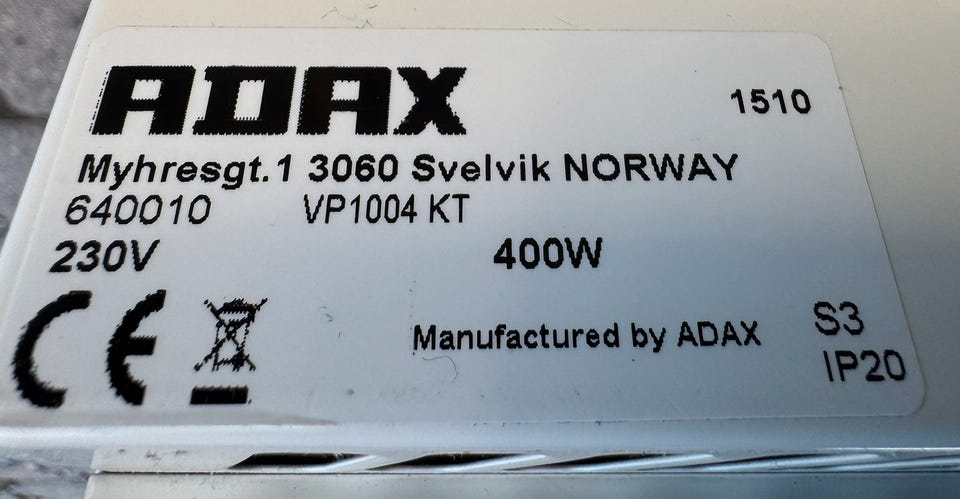 ADAX 1510
Myhresgt.1 3060 Svelvik NORWAY
640010 VP1004 KT
230V 400W
CE
Manufactured by ADAX S3
IP20